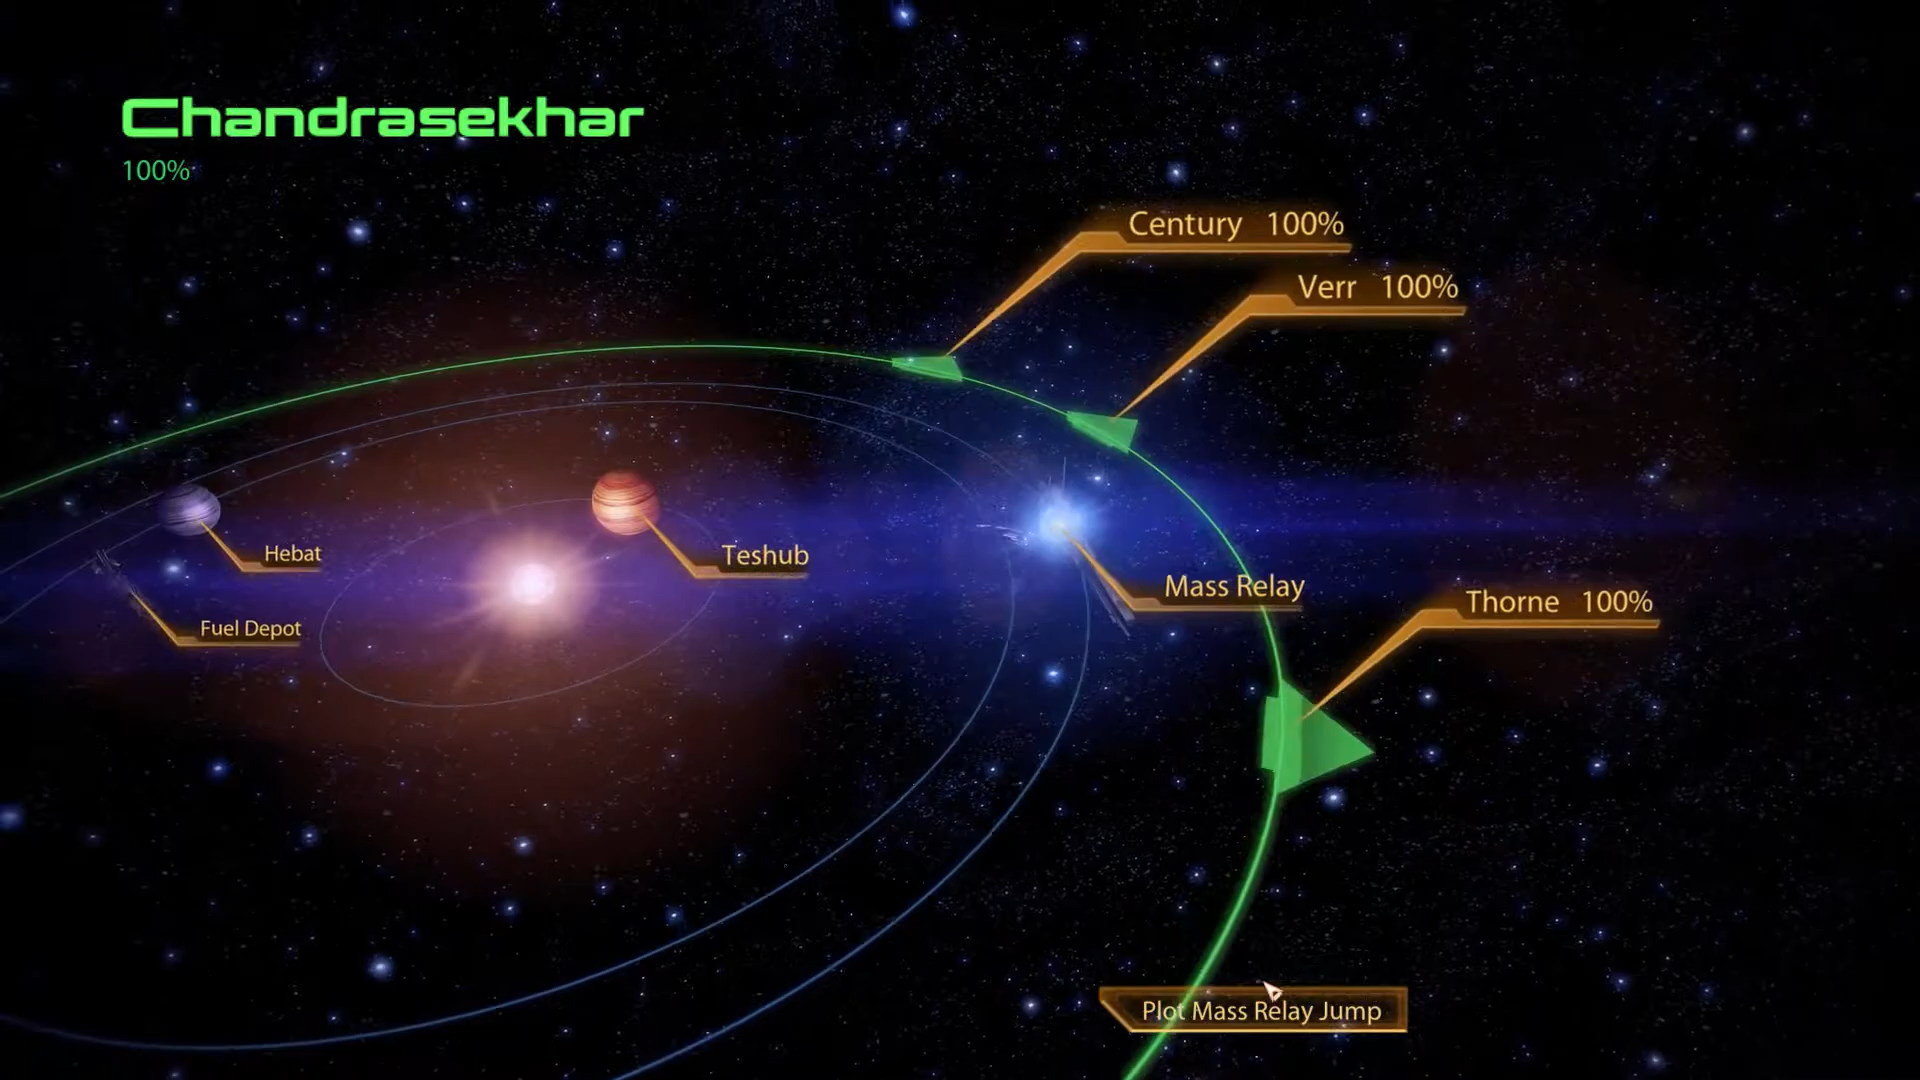 Chandrasekhar
100%
Century 100%
Verr 100%
Hebat
Teshub
Mass Relay
Thorne 100%
Fuel Depot
Plot Mass Relay Jump